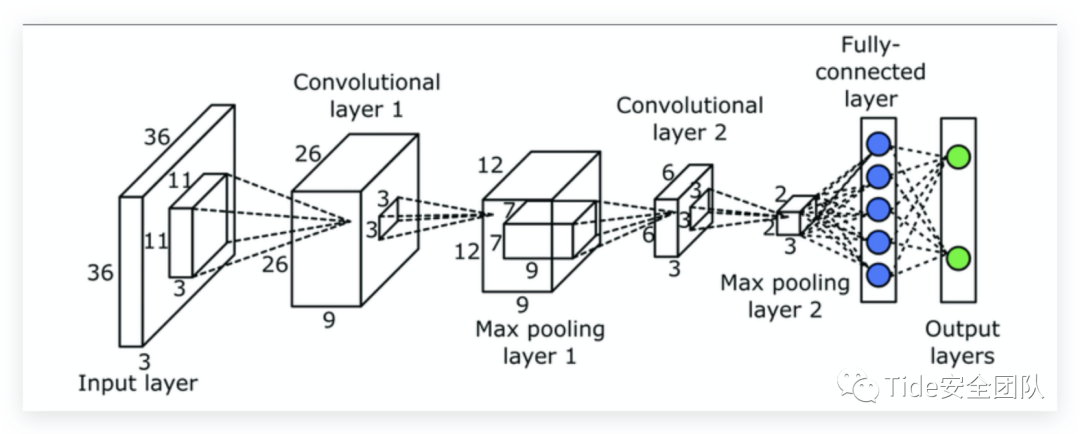 36
11
11
36
3
3
Input layer
Convolutional
layer 1
26
3
3
26
9
12
7
7
12
9
9
Max pooling
layer 1
Convolutional
layer 2
6
3
3
6
3
2
2
3
Max pooling
layer 2
Fully-
connected
layer
Output
layers
Tide安全团队